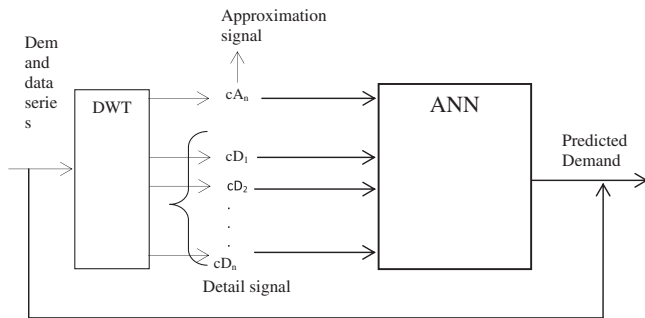 Approximation
signal
Dem
and
data
serie
s
DWT
cAₙ
ANN
cD₁
cD₂
.
.
.
cDₙ
Detail signal
Predicted
Demand